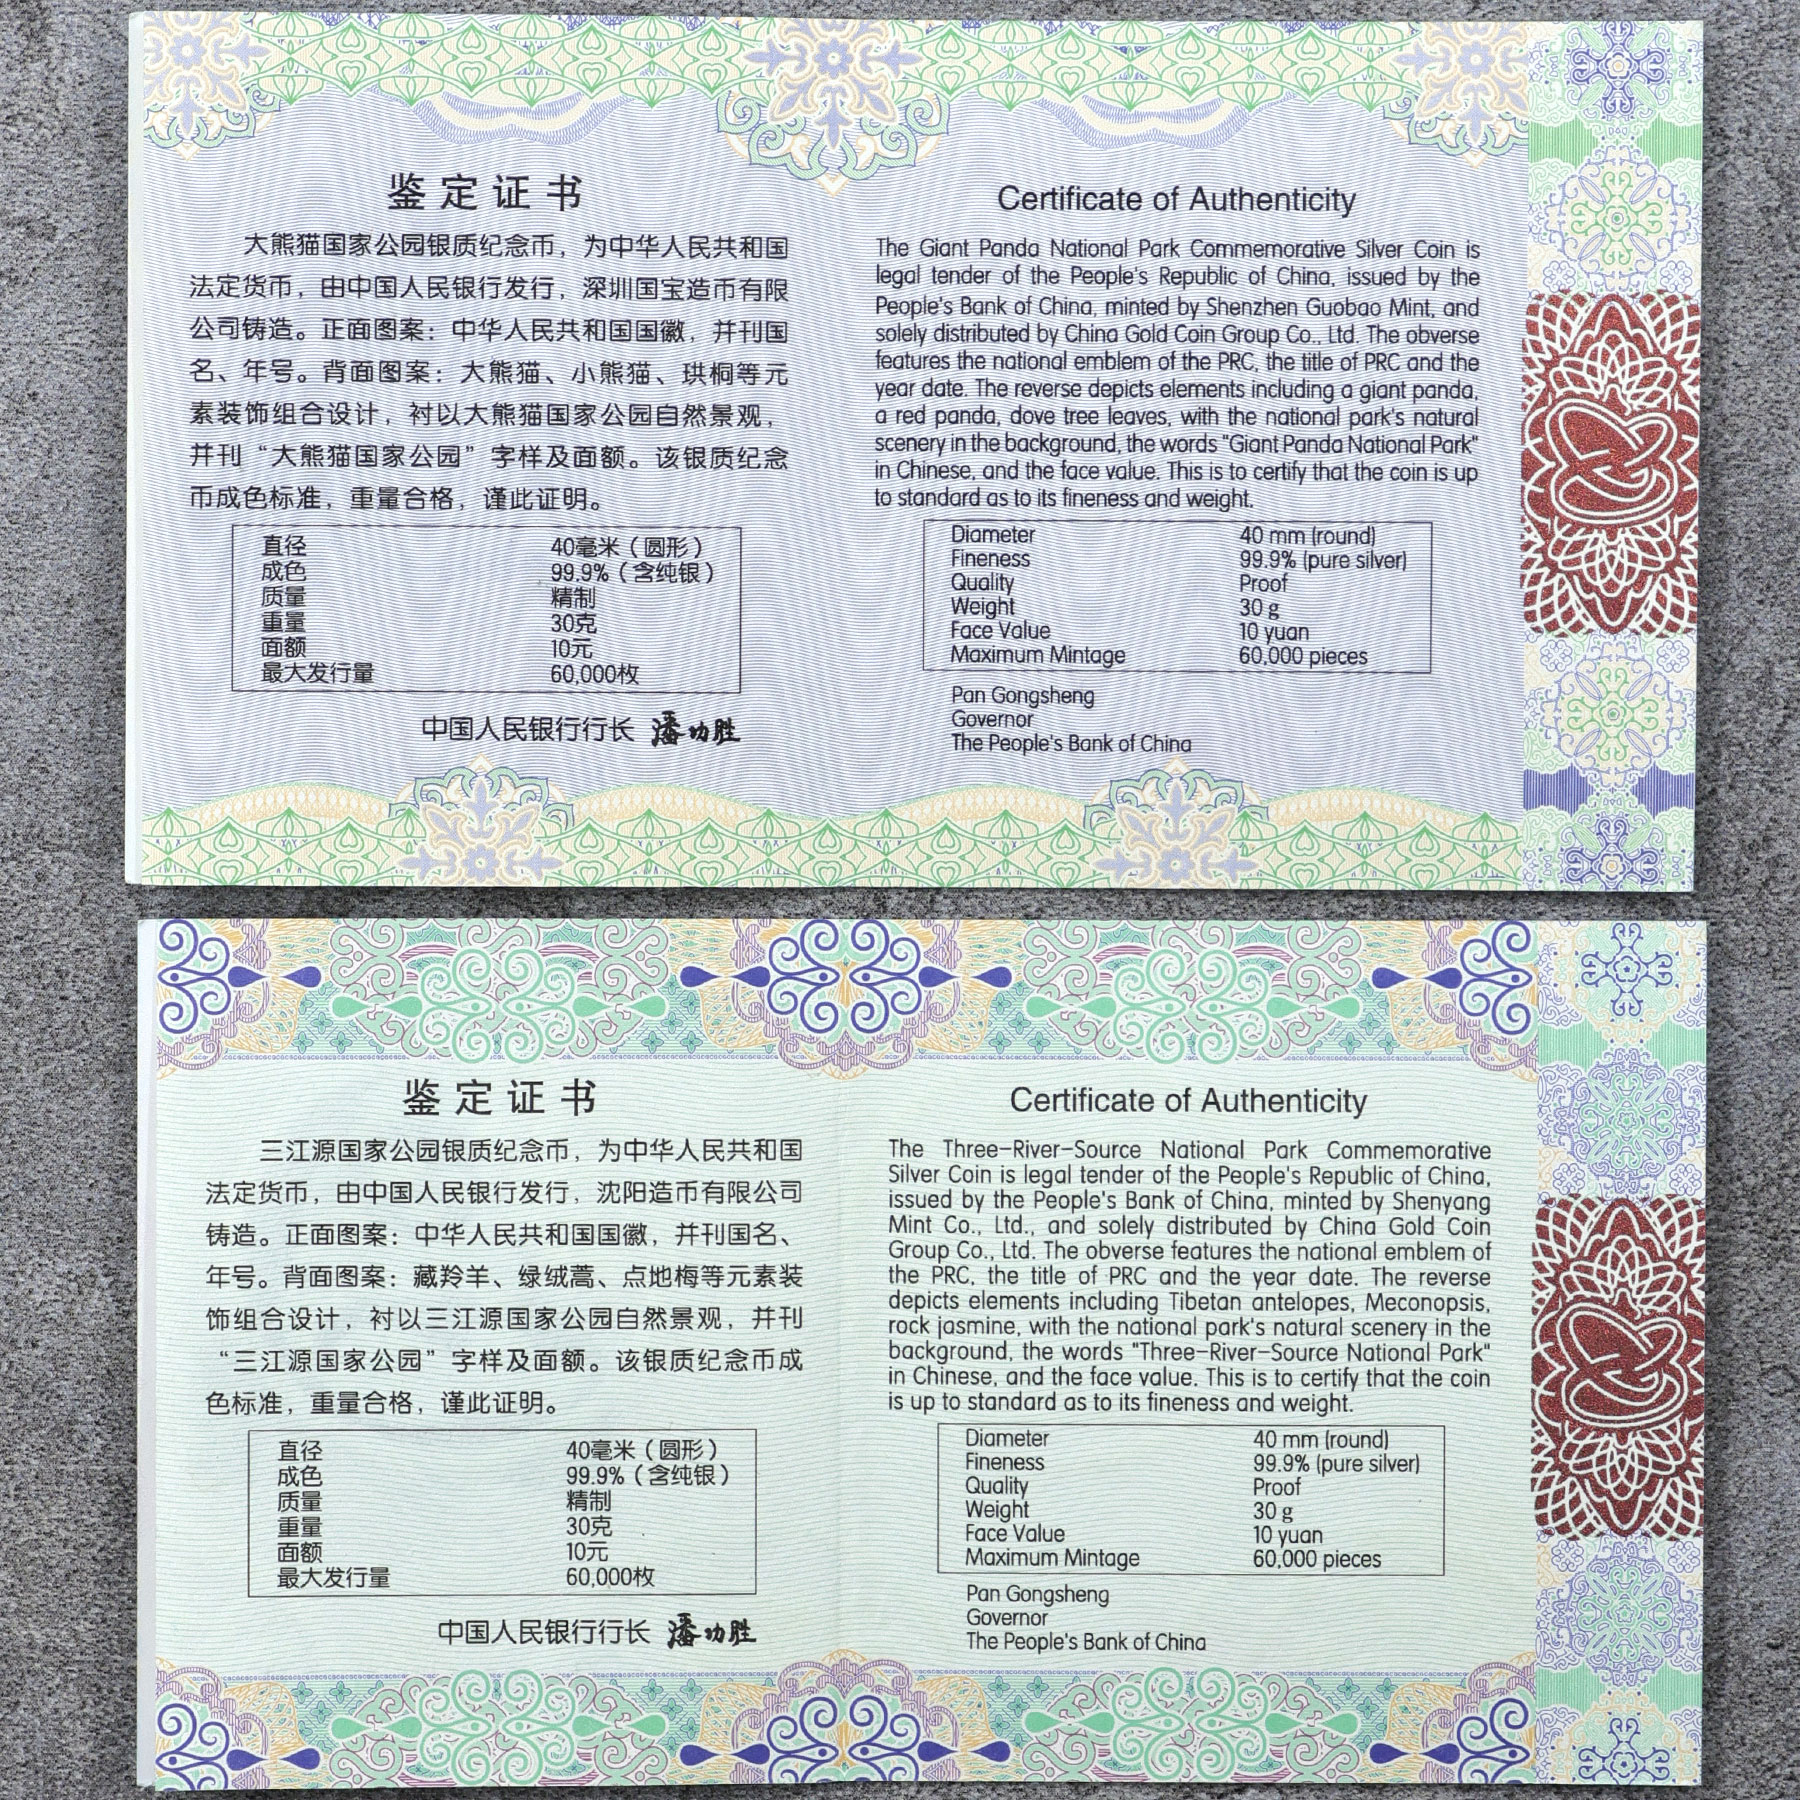 鉴定证书
大熊猫国家公园银质纪念币，为中华人民共和国
法定货币，由中国人民银行发行，深圳国宝造币有限
公司铸造。正面图案：中华人民共和国国徽，并刊国
名、年号。背面图案：大熊猫、小熊猫、珙桐等元
素装饰组合设计，衬以大熊猫国家公园自然景观，
并刊“大熊猫国家公园”字样及面额。该银质纪念
币成色标准，重量合格，谨此证明。
直径 40毫米（圆形）
成色 99.9%（含纯银）
质量 精制
重量 30克
面额 10元
最大发行量 60,000枚
中国人民银行行长 潘功胜
Certificate of Authenticity
The Giant Panda National Park Commemorative Silver Coin is
legal tender of the People's Republic of China, issued by the
People's Bank of China, minted by Shenzhen Guobao Mint, and
solely distributed by China Gold Coin Group Co., Ltd. The obverse
features the national emblem of the PRC, the title of PRC and the
year date. The reverse depicts elements including a giant panda,
a red panda, dove tree leaves, with the national park's natural
scenery in the background, the words "Giant Panda National Park"
in Chinese, and the face value. This is to certify that the coin is up
to standard as to its fineness and weight.
Diameter 40 mm (round)
Fineness 99.9% (pure silver)
Quality Proof
Weight 30 g
Face Value 10 yuan
Maximum Mintage 60,000 pieces
Pan Gongsheng
Governor
The People's Bank of China
鉴定证书
三江源国家公园银质纪念币，为中华人民共和国
法定货币，由中国人民银行发行，沈阳造币有限公司
铸造。正面图案：中华人民共和国国徽，并刊国名、
年号。背面图案：藏羚羊、绿绒蒿、点地梅等元素装
饰组合设计，衬以三江源国家公园自然景观，并刊
“三江源国家公园”字样及面额。该银质纪念币成
色标准，重量合格，谨此证明。
直径 40毫米（圆形）
成色 99.9%（含纯银）
质量 精制
重量 30克
面额 10元
最大发行量 60,000枚
中国人民银行行长 潘功胜
Certificate of Authenticity
The Three-River-Source National Park Commemorative
Silver Coin is legal tender of the People's Republic of China,
issued by the People's Bank of China, minted by Shenyang
Mint Co., Ltd., and solely distributed by China Gold Coin
Group Co., Ltd. The obverse features the national emblem of
the PRC, the title of PRC and the year date. The reverse
depicts elements including Tibetan antelopes, Meconopsis,
rock jasmine, with the national park's natural scenery in the
background, the words "Three-River-Source National Park"
in Chinese, and the face value. This is to certify that the coin
is up to standard as to its fineness and weight.
Diameter 40 mm (round)
Fineness 99.9% (pure silver)
Quality Proof
Weight 30 g
Face Value 10 yuan
Maximum Mintage 60,000 pieces
Pan Gongsheng
Governor
The People's Bank of China